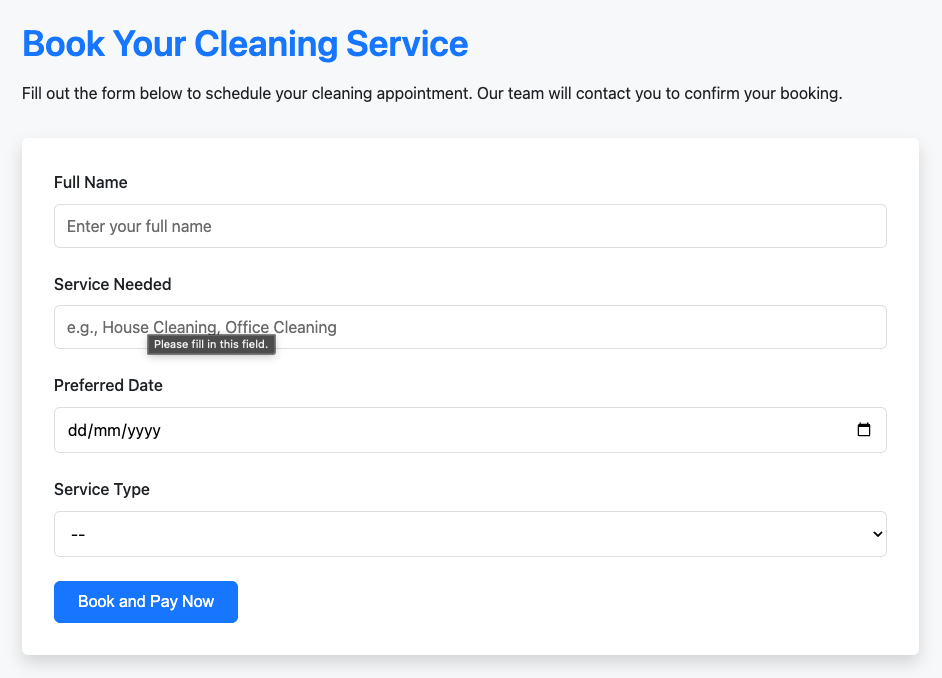 Book Your Cleaning Service
Fill out the form below to schedule your cleaning appointment. Our team will contact you to confirm your booking.
Full Name
Enter your full name
Service Needed
e.g., House Cleaning, Office Cleaning
Please fill in this field.
Preferred Date
dd/mm/yyyy
Service Type
--
Book and Pay Now